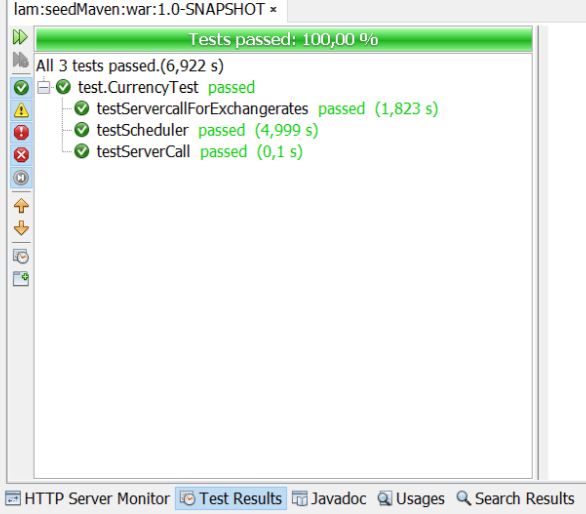 lam:seedMaven:war:1.0-SNAPSHOT ×
Tests passed: 100,00 %
All 3 tests passed.(6,922 s)
test.CurrencyTest passed
testServercallForExchangerates passed (1,823 s)
testScheduler passed (4,999 s)
testServerCall passed (0,1 s)
HTTP Server Monitor Test Results Javadoc Usages Search Results